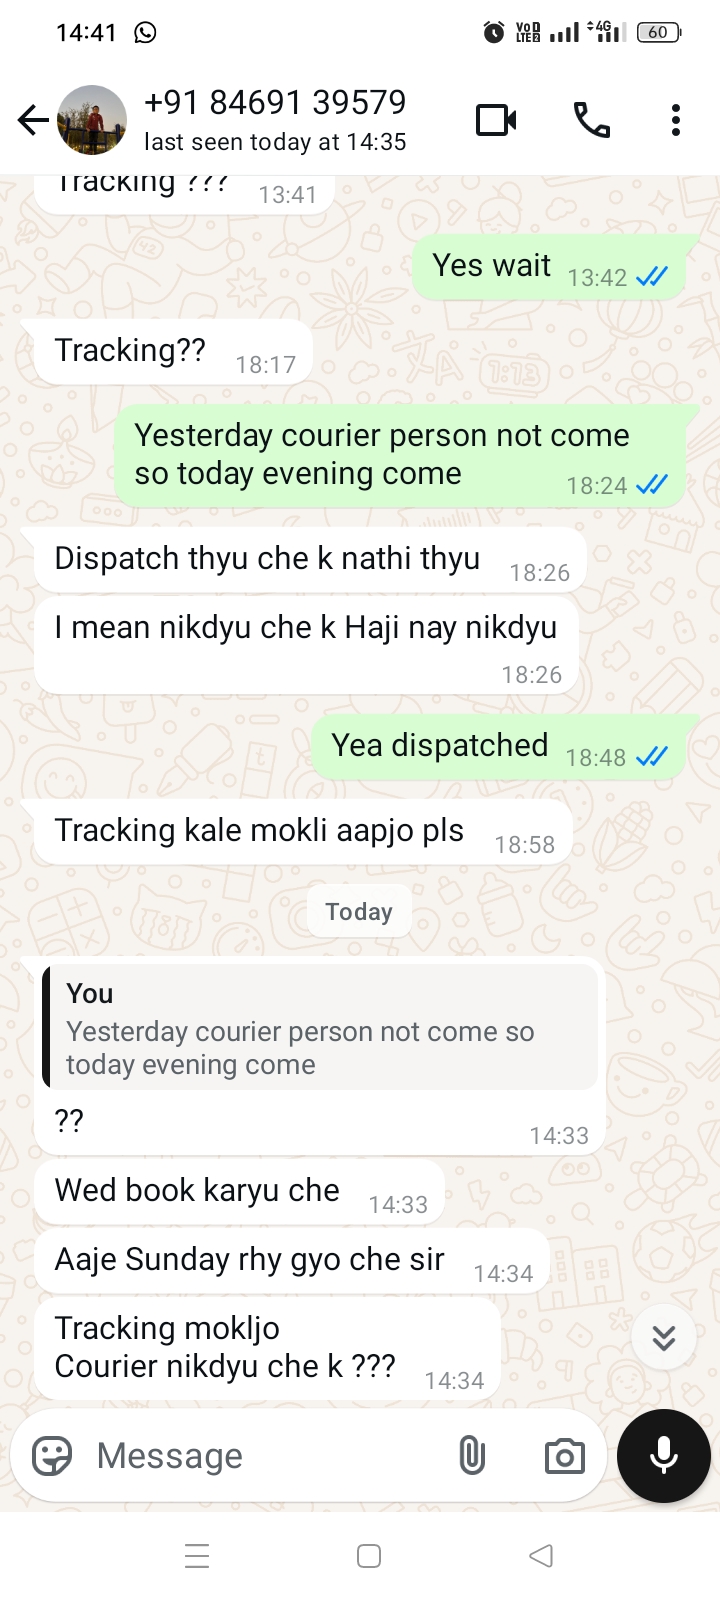 14:41
VoD LTE2 4G 60
+91 84691 39579
last seen today at 14:35
Tracking ???
13:41
Yes wait 13:42
Tracking?? 18:17
Yesterday courier person not come
so today evening come 18:24
Dispatch thyu che k nathi thyu 18:26
I mean nikdyu che k Haji nay nikdyu
18:26
Yea dispatched 18:48
Tracking kale mokli aapjo pls 18:58
Today
You
Yesterday courier person not come so
today evening come
??
14:33
Wed book karyu che 14:33
Aaje Sunday rhy gyo che sir 14:34
Tracking mokljo
Courier nikdyu che k ??? 14:34
Message